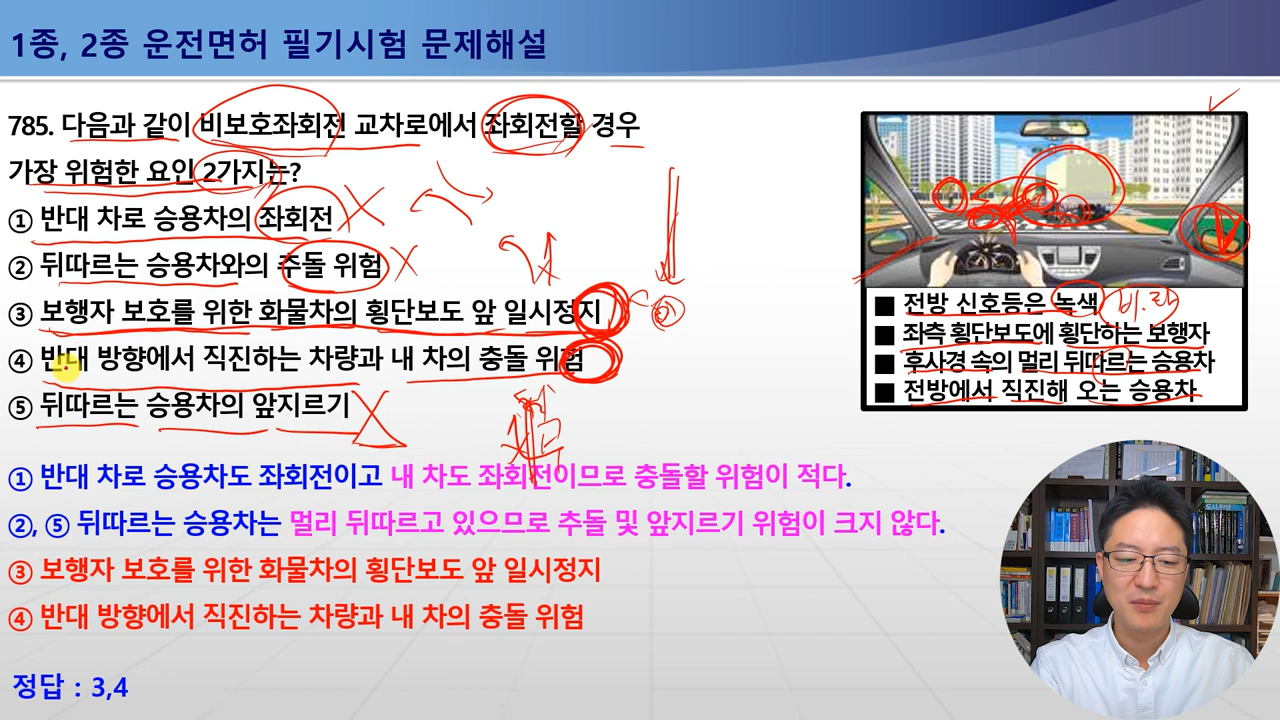 1종, 2종 운전면허 필기시험 문제해설
785. 다음과 같이 비보호좌회전 교차로에서 좌회전할 경우
가장 위험한 요인 2가지는?
① 반대 차로 승용차의 좌회전
② 뒤따르는 승용차와의 추돌 위험
③ 보행자 보호를 위한 화물차의 횡단보도 앞 일시정지
④ 반대 방향에서 직진하는 차량과 내 차의 충돌 위험
⑤ 뒤따르는 승용차의 앞지르기
■ 전방 신호등은 녹색
■ 좌측 횡단보도에 횡단하는 보행자
■ 후사경 속의 멀리 뒤따르는 승용차
■ 전방에서 직진해 오는 승용차
① 반대 차로 승용차도 좌회전이고 내 차도 좌회전이므로 충돌할 위험이 적다.
②, ⑤ 뒤따르는 승용차는 멀리 뒤따르고 있으므로 추돌 및 앞지르기 위험이 크지 않다.
③ 보행자 보호를 위한 화물차의 횡단보도 앞 일시정지
④ 반대 방향에서 직진하는 차량과 내 차의 충돌 위험
정답 : 3,4